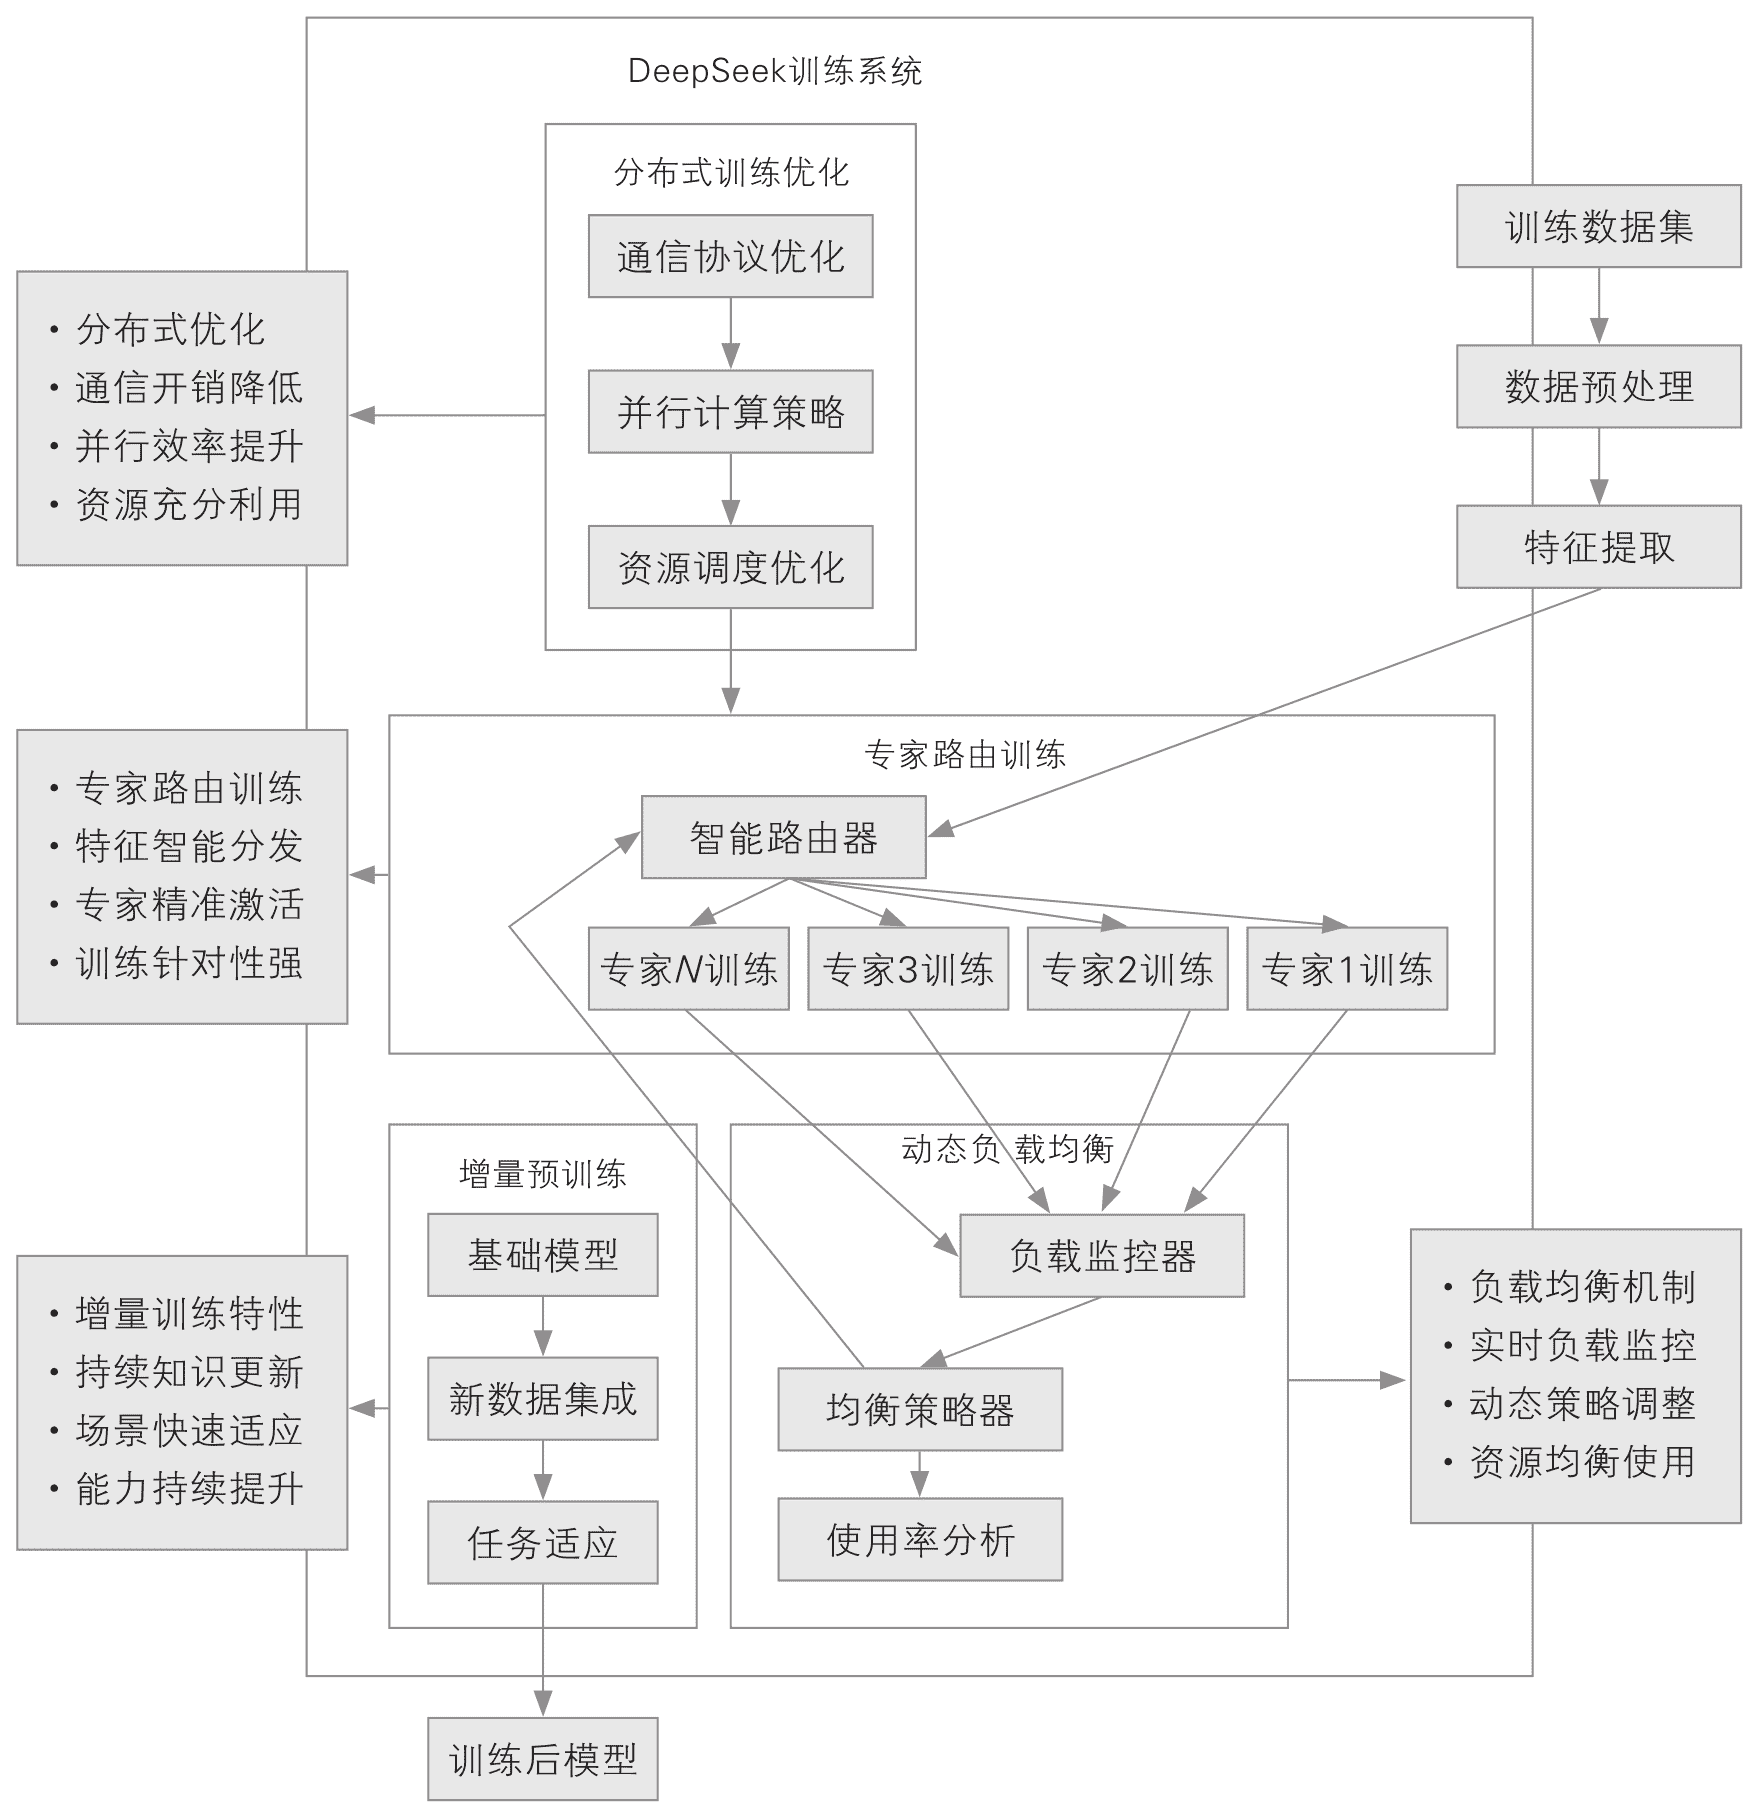 DeepSeek训练系统
分布式训练优化
通信协议优化
并行计算策略
资源调度优化
训练数据集
数据预处理
特征提取
• 分布式优化
• 通信开销降低
• 并行效率提升
• 资源充分利用
专家路由训练
智能路由器
专家N训练
专家3训练
专家2训练
专家1训练
• 专家路由训练
• 特征智能分发
• 专家精准激活
• 训练针对性强
增量预训练
基础模型
新数据集成
任务适应
动态负 载均衡
负载监控器
均衡策略器
使用率分析
• 增量训练特性
• 持续知识更新
• 场景快速适应
• 能力持续提升
• 负载均衡机制
• 实时负载监控
• 动态策略调整
• 资源均衡使用
训练后模型